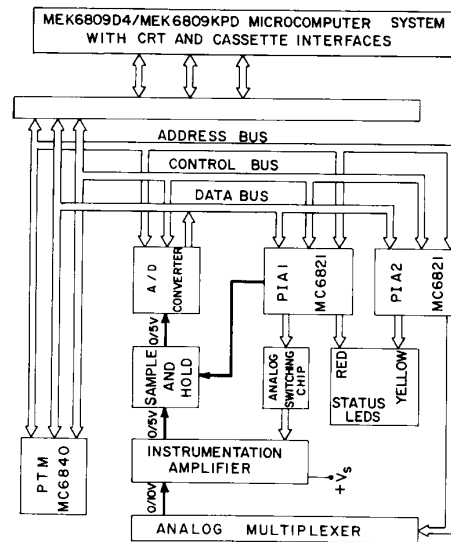 MEK6809D4/MEK6809KPD MICROCOMPUTER SYSTEM
WITH CRT AND CASSETTE INTERFACES
ADDRESS BUS
CONTROL BUS
DATA BUS
A/D
CONVERTER
PIA1
MC6821
PIA2
MC6821
0/5V
SAMPLE
AND
HOLD
ANALOG
SWITCHING
CHIP
RED
YELLOW
STATUS
LEDS
0/5V
PTM
MC6840
INSTRUMENTATION
AMPLIFIER
+Vs
0/10V
ANALOG MULTIPLEXER